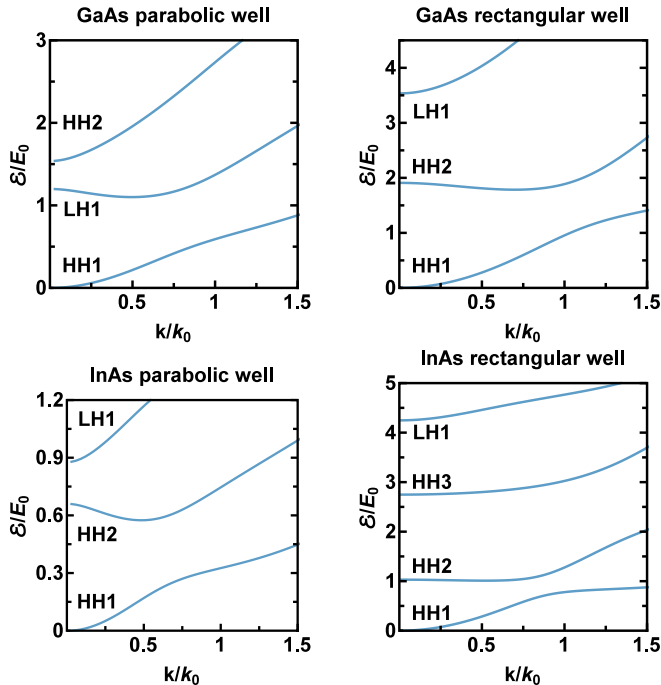 GaAs parabolic well
3
2
1
0
ℰ/E0
HH2
LH1
HH1
0.5
1
1.5
k/k0
GaAs rectangular well
4
3
2
1
0
ℰ/E0
LH1
HH2
HH1
0.5
1
1.5
k/k0
InAs parabolic well
1.2
0.9
0.6
0.3
0
ℰ/E0
LH1
HH2
HH1
0
0.5
1
1.5
k/k0
InAs rectangular well
5
4
3
2
1
0
ℰ/E0
LH1
HH3
HH2
HH1
0.5
1
1.5
k/k0